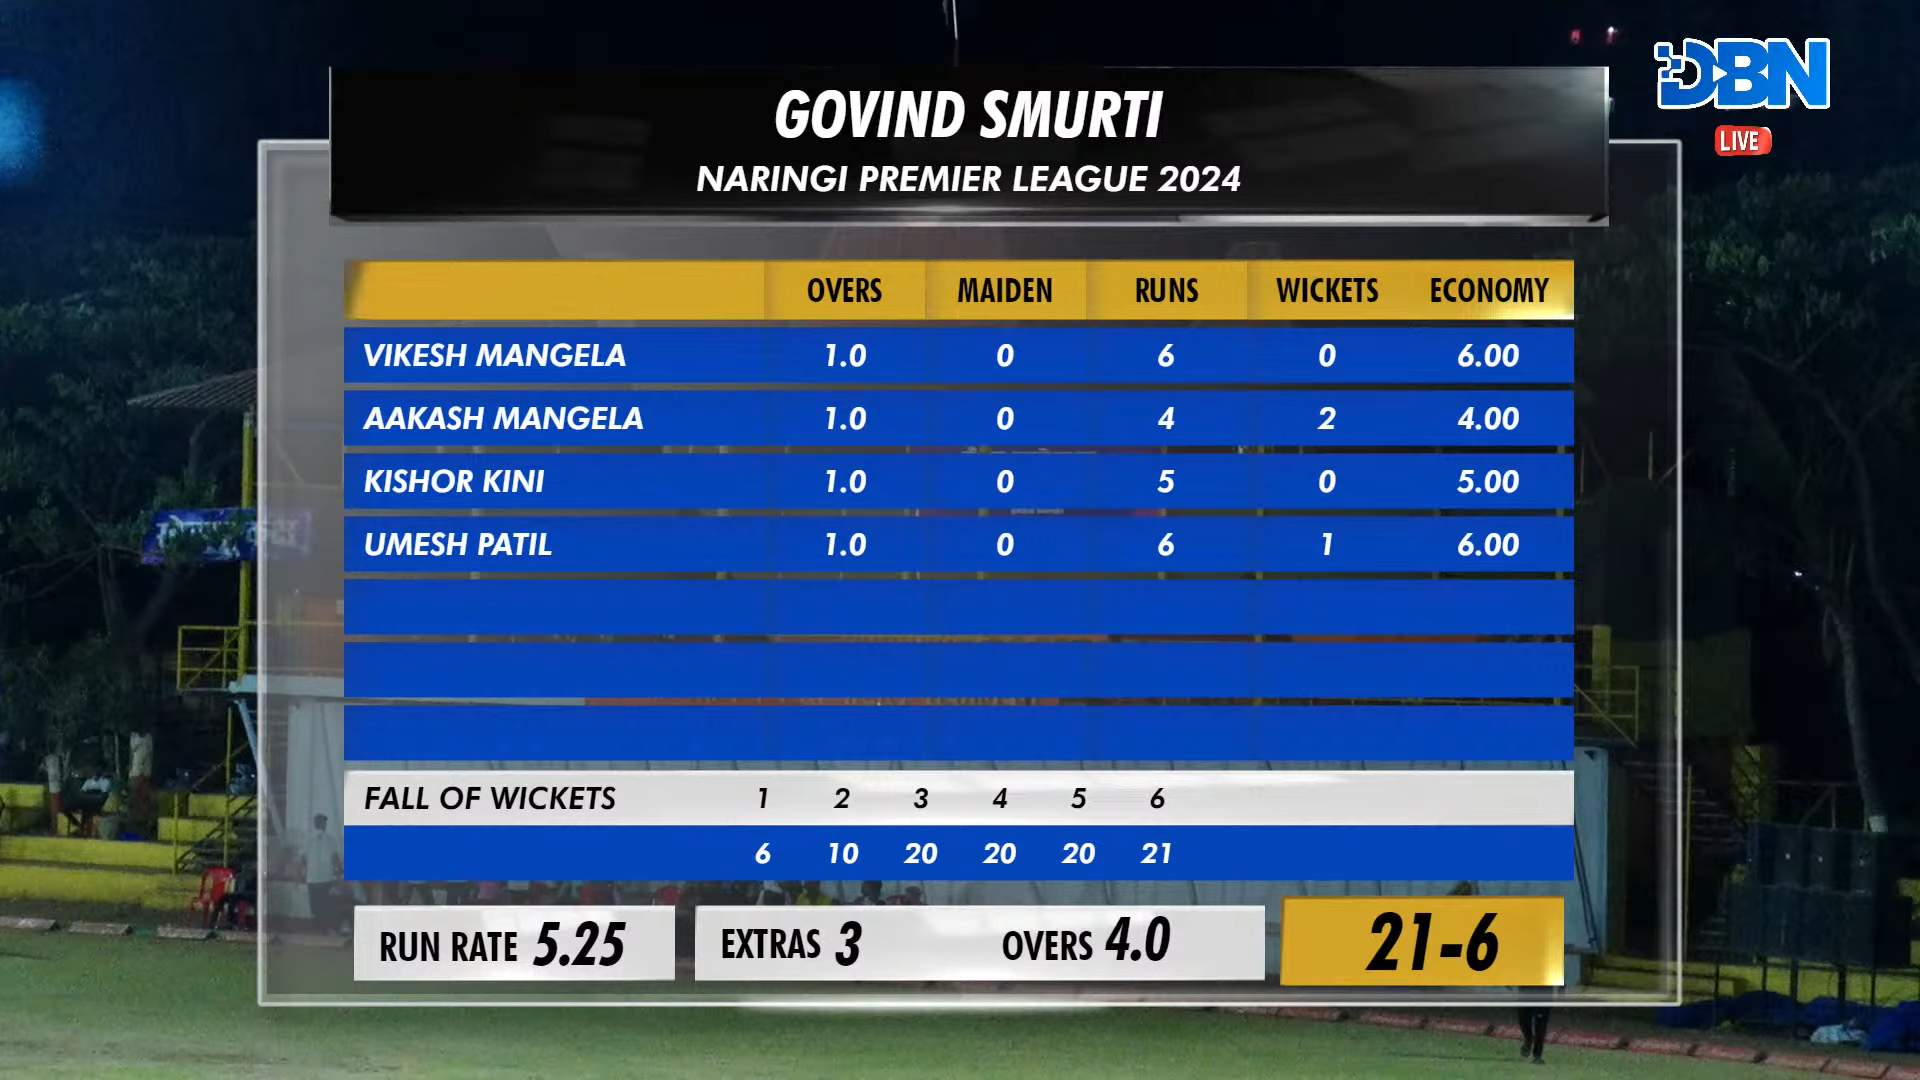 DBN
LIVE
GOVIND SMURTI
NARINGI PREMIER LEAGUE 2024
OVERS MAIDEN RUNS WICKETS ECONOMY
VIKESH MANGELA 1.0 0 6 0 6.00
AAKASH MANGELA 1.0 0 4 2 4.00
KISHOR KINI 1.0 0 5 0 5.00
UMESH PATIL 1.0 0 6 1 6.00
FALL OF WICKETS 1 2 3 4 5 6
6 10 20 20 20 21
RUN RATE 5.25 EXTRAS 3 OVERS 4.0 21-6